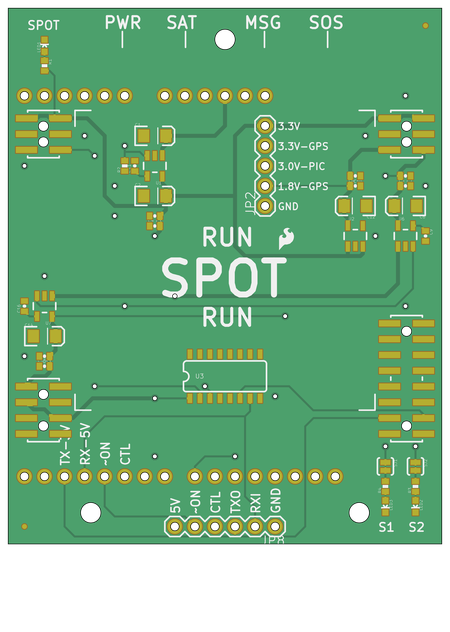 SPOT PWR SAT MSG SOS
3.3V
3.3V-GPS
3.0V-PIC
1.8V-GPS
GND
JP2
RUN
SPOT
RUN
U3
TX-5V
RX-5V
~ON
CTL
5V
~ON
CTL
TXO
RXI
GND
S1 S2